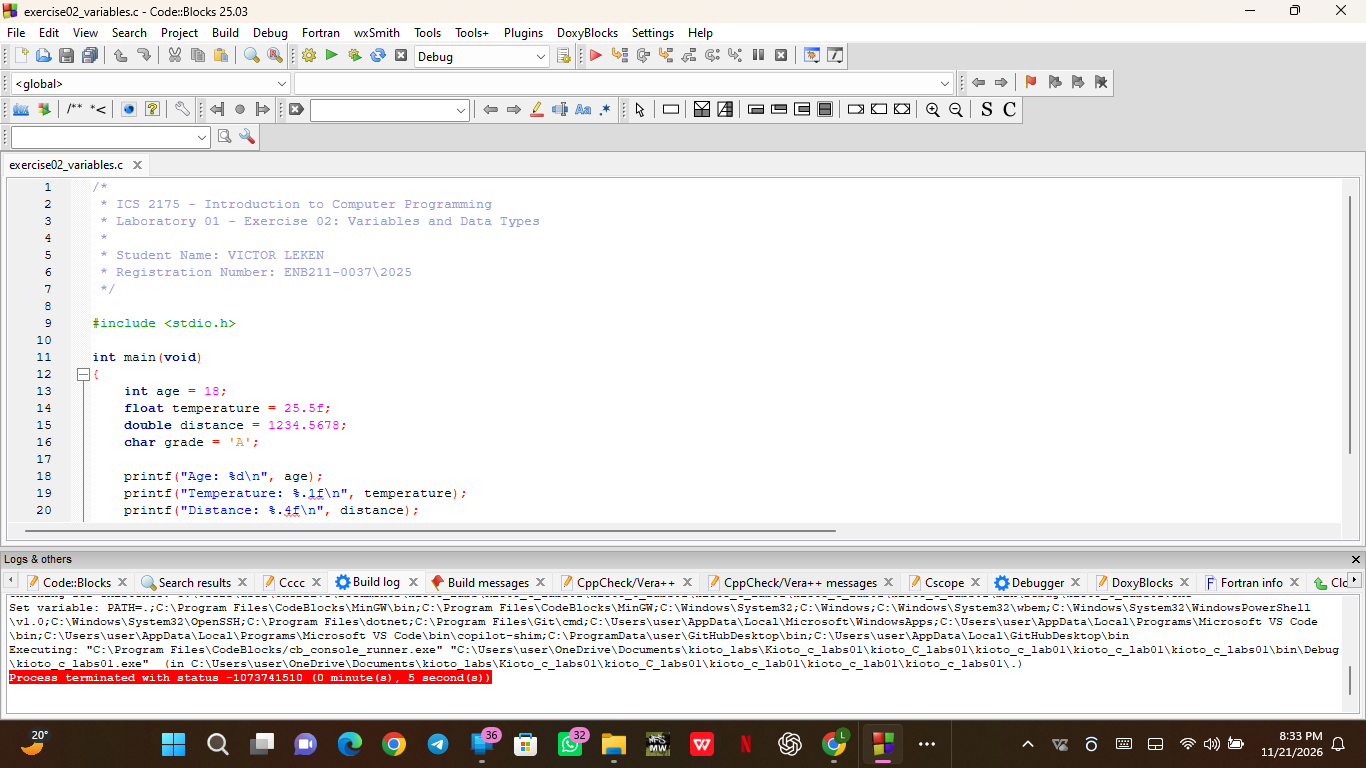 exercise02_variables.c - Code::Blocks 25.03
File Edit View Search Project Build Debug Fortran wxSmith Tools Tools+ Plugins DoxyBlocks Settings Help
Debug
<global>
/** *<
Aa .*
S C
exercise02_variables.c
1 /*
2 * ICS 2175 - Introduction to Computer Programming
3 * Laboratory 01 - Exercise 02: Variables and Data Types
4 *
5 * Student Name: VICTOR LEKEN
6 * Registration Number: ENB211-0037\2025
7 */
8
9 #include <stdio.h>
10
11 int main(void)
12 {
13 int age = 18;
14 float temperature = 25.5f;
15 double distance = 1234.5678;
16 char grade = 'A';
17
18 printf("Age: %d\n", age);
19 printf("Temperature: %.1f\n", temperature);
20 printf("Distance: %.4f\n", distance);
Logs & others
Code::Blocks Search results Cccc Build log Build messages CppCheck/Vera++ CppCheck/Vera++ messages Cscope Debugger DoxyBlocks Fortran info Clo
Set variable: PATH=.;C:\Program Files\CodeBlocks\MinGW\bin;C:\Program Files\CodeBlocks\MinGW;C:\Windows\System32;C:\Windows;C:\Windows\System32\wbem;C:\Windows\System32\WindowsPowerShell
\v1.0;C:\Windows\System32\OpenSSH;C:\Program Files\dotnet;C:\Program Files\Git\cmd;C:\Users\user\AppData\Local\Microsoft\WindowsApps;C:\Users\user\AppData\Local\Programs\Microsoft VS Code
\bin;C:\Users\user\AppData\Local\Programs\Microsoft VS Code\bin\copilot-shim;C:\ProgramData\user\GitHubDesktop\bin;C:\Users\user\AppData\Local\GitHubDesktop\bin
Executing: "C:\Program Files\CodeBlocks/cb_console_runner.exe" "C:\Users\user\OneDrive\Documents\kioto_labs\Kioto_c_labs01\kioto_C_labs01\kioto_c_lab01\kioto_c_lab01\kioto_c_labs01\bin\Debug
\kioto_c_labs01.exe" (in C:\Users\user\OneDrive\Documents\kioto_labs\Kioto_c_labs01\kioto_C_labs01\kioto_c_lab01\kioto_c_lab01\kioto_c_labs01\.)
Process terminated with status -1073741510 (0 minute(s), 5 second(s))
20°
36
32
MW
W
N
L
8:33 PM
11/21/2026